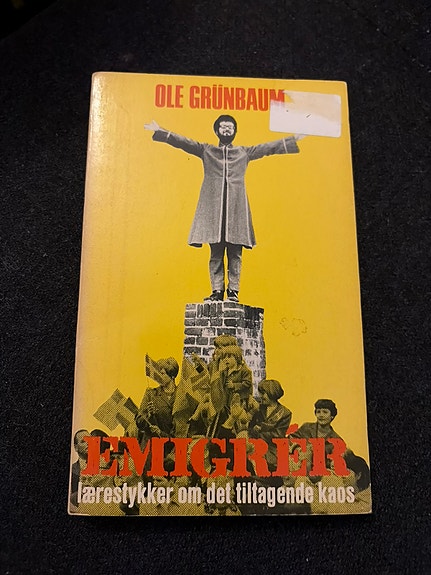 OLE GRÜNBAUM
EMIGRÉR
lærestykker om det tiltagende kaos